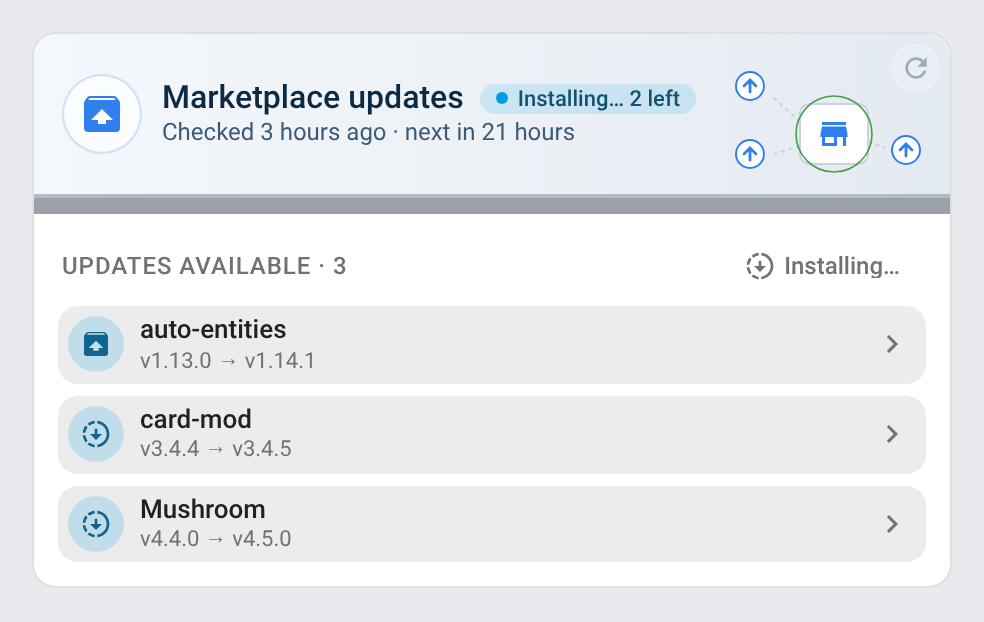 Marketplace updates
Installing… 2 left
Checked 3 hours ago · next in 21 hours
UPDATES AVAILABLE · 3
Installing…
auto-entities
v1.13.0 → v1.14.1
card-mod
v3.4.4 → v3.4.5
Mushroom
v4.4.0 → v4.5.0